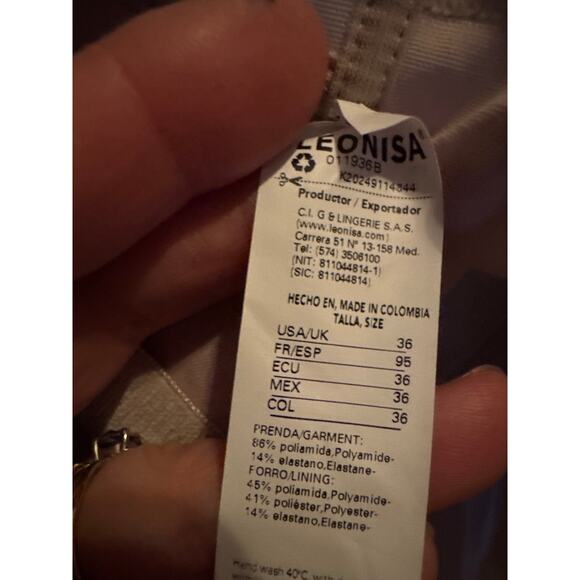 LEONISA®
011936B
K20249114844
Productor / Exportador
C.I. G & LINGERIE S.A.S.
(www.leonisa.com)
Carrera 51 N° 13-158 Med.
Tel: (574) 3506100
(NIT: 811044814-1)
(SIC: 811044814)
HECHO EN, MADE IN COLOMBIA
TALLA, SIZE
USA/UK 36
FR/ESP 95
ECU 36
MEX 36
COL 36
PRENDA/GARMENT:
86% poliamida,Polyamide-
14% elastano,Elastane-
FORRO/LINING:
45% poliamida,Polyamide-
41% poliéster,Polyester-
14% elastano,Elastane-
Hand wash 40°C, with